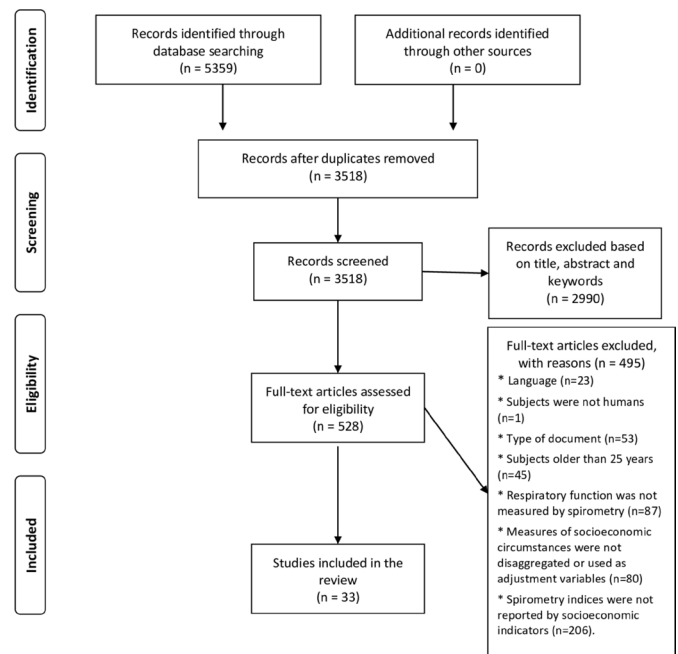 Identification
Records identified through
database searching
(n = 5359)
Additional records identified
through other sources
(n = 0)
Screening
Records after duplicates removed
(n = 3518)
Records screened
(n = 3518)
Records excluded based
on title, abstract and
keywords
(n = 2990)
Eligibility
Full-text articles assessed
for eligibility
(n = 528)
Full-text articles excluded,
with reasons (n = 495)
* Language (n=23)
* Subjects were not humans
(n=1)
* Type of document (n=53)
* Subjects older than 25 years
(n=45)
* Respiratory function was not
measured by spirometry (n=87)
* Measures of socioeconomic
circumstances were not
disaggregated or used as
adjustment variables (n=80)
* Spirometry indices were not
reported by socioeconomic
indicators (n=206).
Included
Studies included in the
review
(n = 33)